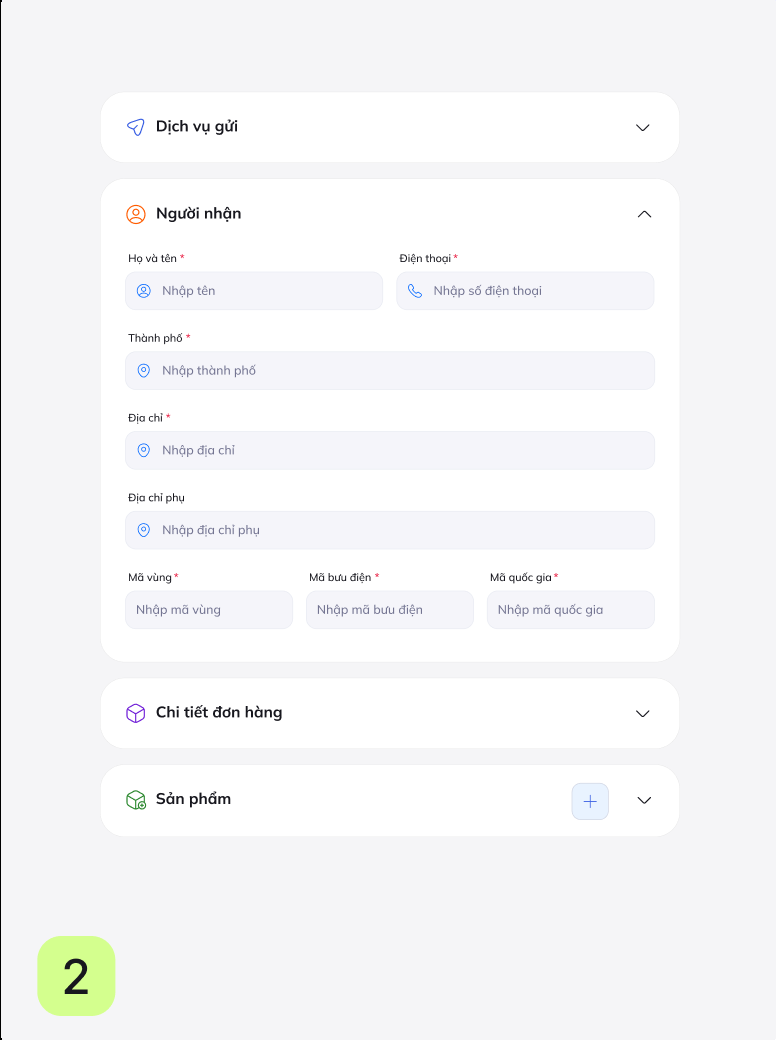 Dịch vụ gửi
Người nhận
Họ và tên * Điện thoại *
Nhập tên Nhập số điện thoại
Thành phố *
Nhập thành phố
Địa chỉ *
Nhập địa chỉ
Địa chỉ phụ
Nhập địa chỉ phụ
Mã vùng * Mã bưu điện * Mã quốc gia *
Nhập mã vùng Nhập mã bưu điện Nhập mã quốc gia
Chi tiết đơn hàng
Sản phẩm
2